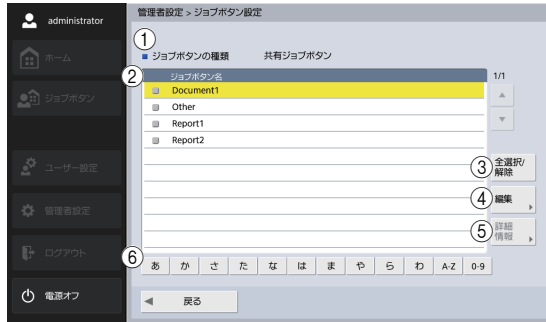 administrator
ホーム
ジョブボタン
ユーザー設定
管理者設定
ログアウト
電源オフ
管理者設定 > ジョブボタン設定
1
■ ジョブボタンの種類 共有ジョブボタン
2
ジョブボタン名 1/1
Document1
Other
Report1
Report2
3 全選択/
解除
4 編集
5 詳細
情報
6
あ か さ た な は ま や ら わ A-Z 0-9
戻る